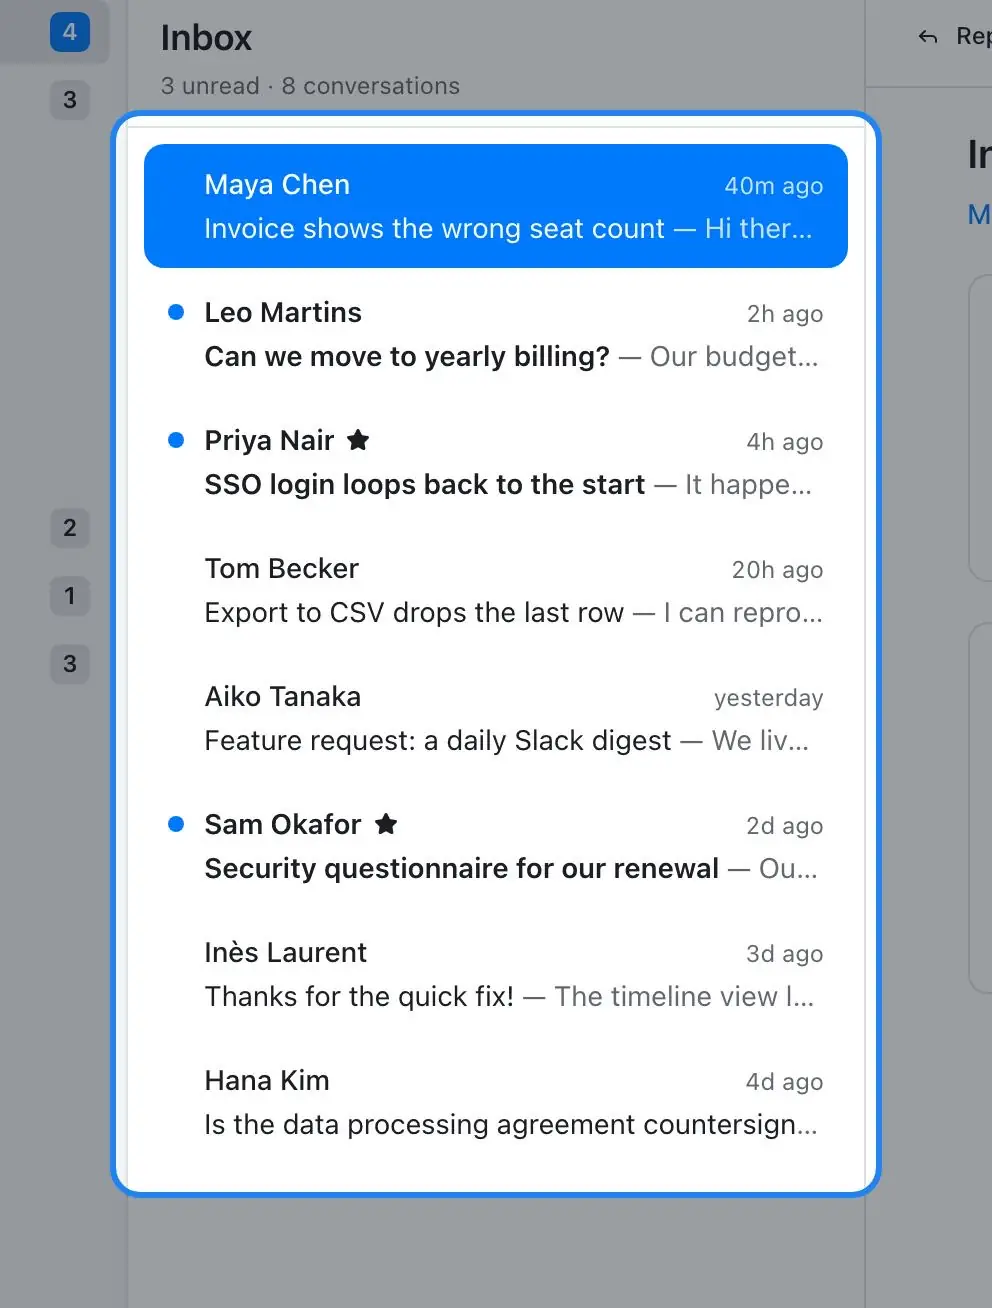 4
3
2
1
3
Inbox
3 unread · 8 conversations
Maya Chen 40m ago
Invoice shows the wrong seat count — Hi ther...
Leo Martins 2h ago
Can we move to yearly billing? — Our budget...
Priya Nair 4h ago
SSO login loops back to the start — It happe...
Tom Becker 20h ago
Export to CSV drops the last row — I can repro...
Aiko Tanaka yesterday
Feature request: a daily Slack digest — We liv...
Sam Okafor 2d ago
Security questionnaire for our renewal — Ou...
Inès Laurent 3d ago
Thanks for the quick fix! — The timeline view l...
Hana Kim 4d ago
Is the data processing agreement countersign...
Rep
In
M